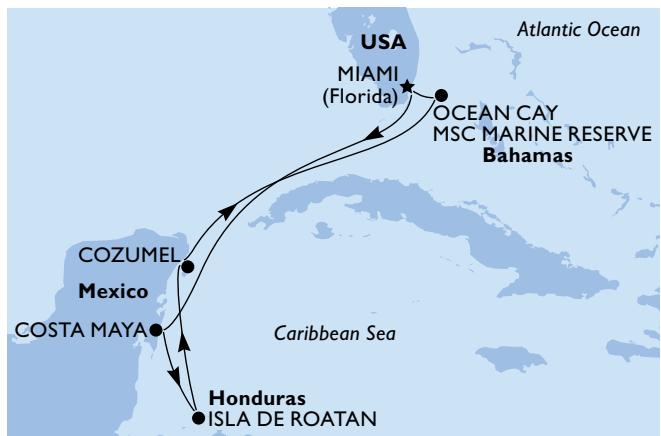 Atlantic Ocean
USA
MIAMI
(Florida)
OCEAN CAY
MSC MARINE RESERVE
Bahamas
COZUMEL
Mexico
COSTA MAYA
Caribbean Sea
Honduras
ISLA DE ROATAN